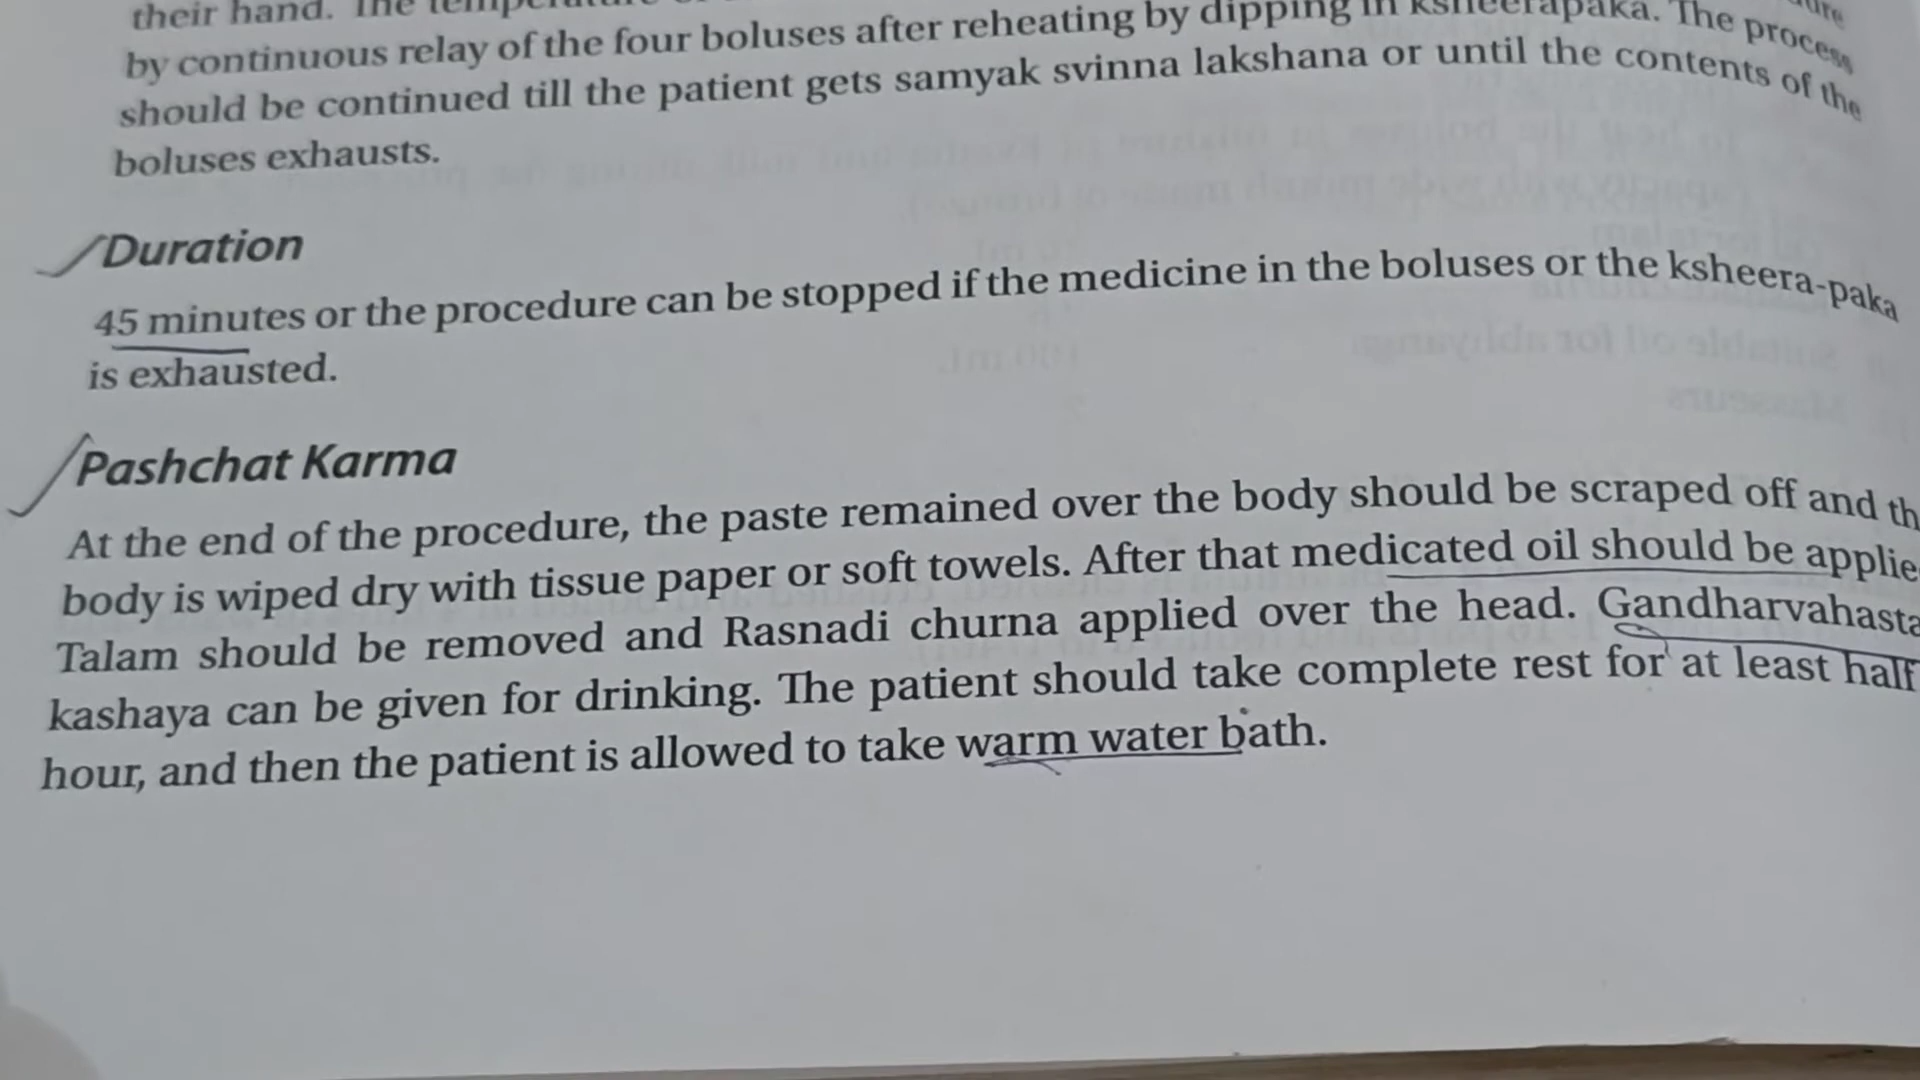 their hand. The
by continuous relay of the four boluses after reheating by dipping in ksheerapaka. The process
should be continued till the patient gets samyak svinna lakshana or until the contents of the
boluses exhausts.
Duration
45 minutes or the procedure can be stopped if the medicine in the boluses or the ksheera-paka
is exhausted.
Pashchat Karma
At the end of the procedure, the paste remained over the body should be scraped off and th
body is wiped dry with tissue paper or soft towels. After that medicated oil should be applie
Talam should be removed and Rasnadi churna applied over the head. Gandharvahasta
kashaya can be given for drinking. The patient should take complete rest for at least half
hour, and then the patient is allowed to take warm water bath.